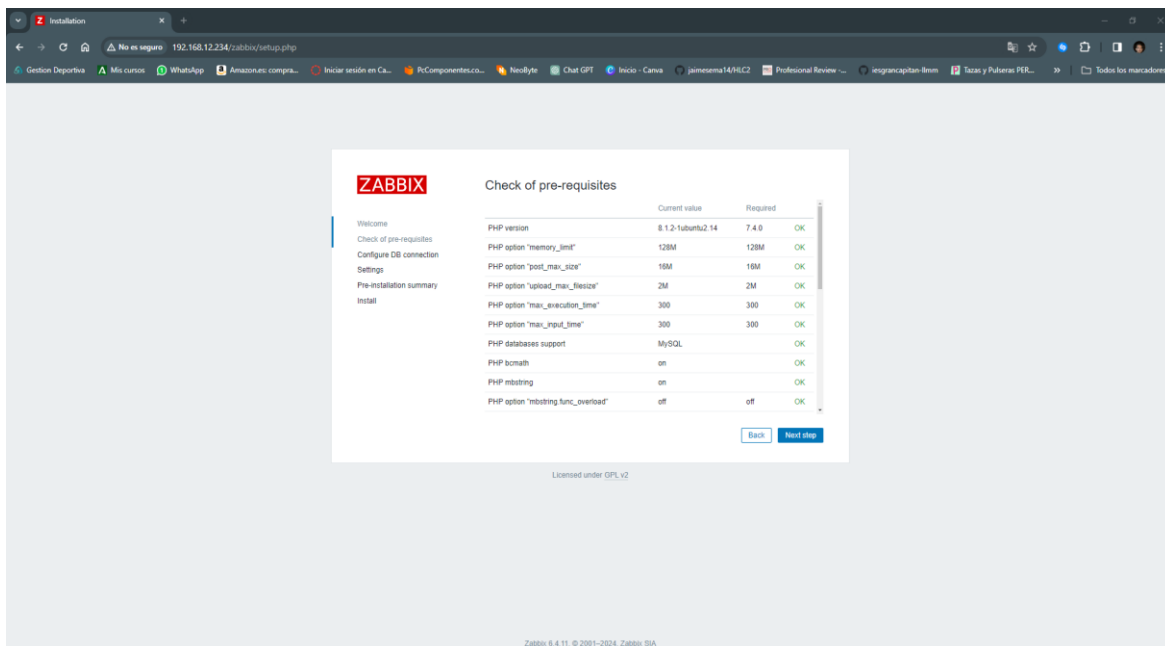 Z Installation
No es seguro 192.168.12.234/zabbix/setup.php
Gestion Deportiva Mis cursos WhatsApp Amazon.es: compra... Iniciar sesión en Ca... PcComponentes.co... NeoByte Chat GPT Inicio - Canva jaimesema14/HLC2 Profesional Review -... iesgrancapitan-llmm Tazas y Pulseras PER... » Todos los marcadores
ZABBIX
Welcome
Check of pre-requisites
Configure DB connection
Settings
Pre-installation summary
Install
Check of pre-requisites
Current value Required
PHP version 8.1.2-1ubuntu2.14 7.4.0 OK
PHP option "memory_limit" 128M 128M OK
PHP option "post_max_size" 16M 16M OK
PHP option "upload_max_filesize" 2M 2M OK
PHP option "max_execution_time" 300 300 OK
PHP option "max_input_time" 300 300 OK
PHP databases support MySQL OK
PHP bcmath on OK
PHP mbstring on OK
PHP option "mbstring.func_overload" off off OK
Back Next step
Licensed under GPL v2
Zabbix 6.4.11. © 2001–2024, Zabbix SIA